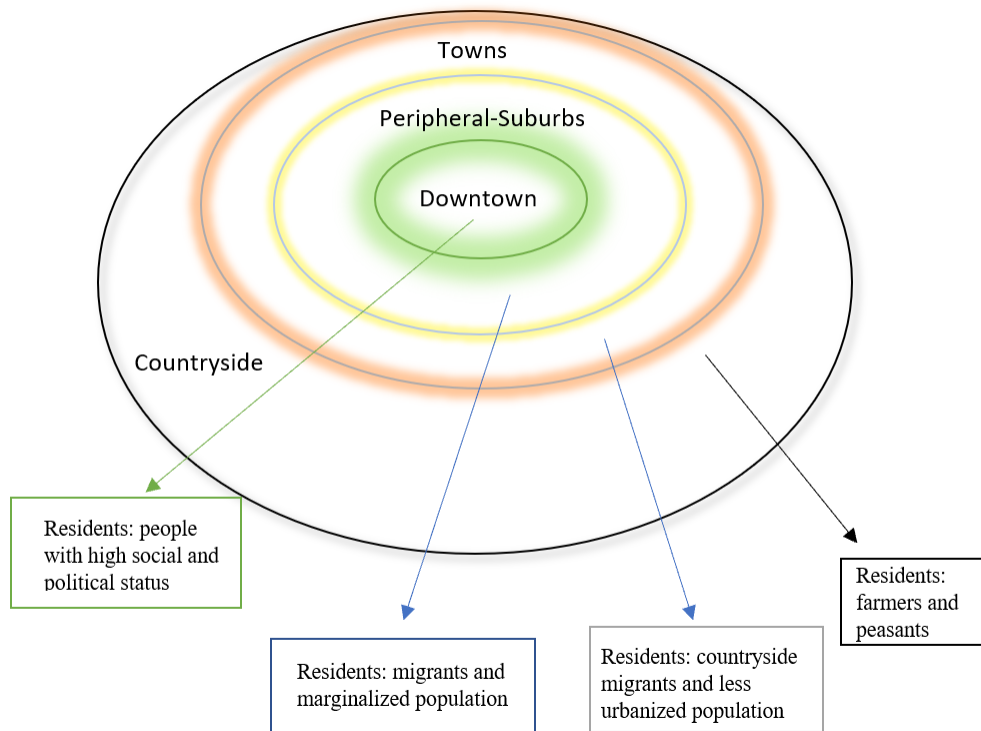 Towns
Peripheral-Suburbs
Downtown
Countryside
Residents: people
with high social and
political status
Residents: migrants and
marginalized population
Residents: countryside
migrants and less
urbanized population
Residents:
farmers and
peasants